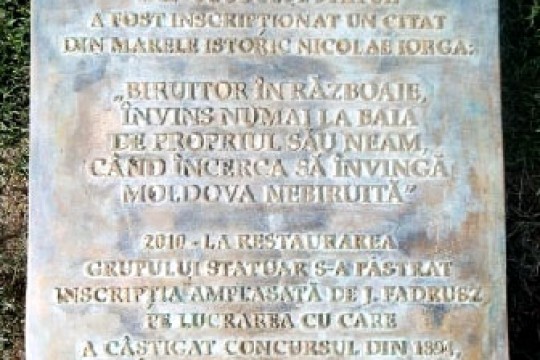 A FOST INSCRIPȚIONAT UN CITAT
DIN MARELE ISTORIC NICOLAE IORGA:
„BIRUITOR ÎN RĂZBOAIE,
ÎNVINS NUMAI LA BAIA
DE PROPRIUL SĂU NEAM,
CÂND ÎNCERCA SĂ ÎNVINGĂ
MOLDOVA NEBIRUITĂ”
2010 - LA RESTAURAREA
GRUPULUI STATUAR S-A PĂSTRAT
INSCRIPȚIA AMPLASATĂ DE J. FADRUSZ
PE LUCRAREA CU CARE
A CÂȘTIGAT CONCURSUL DIN 1894